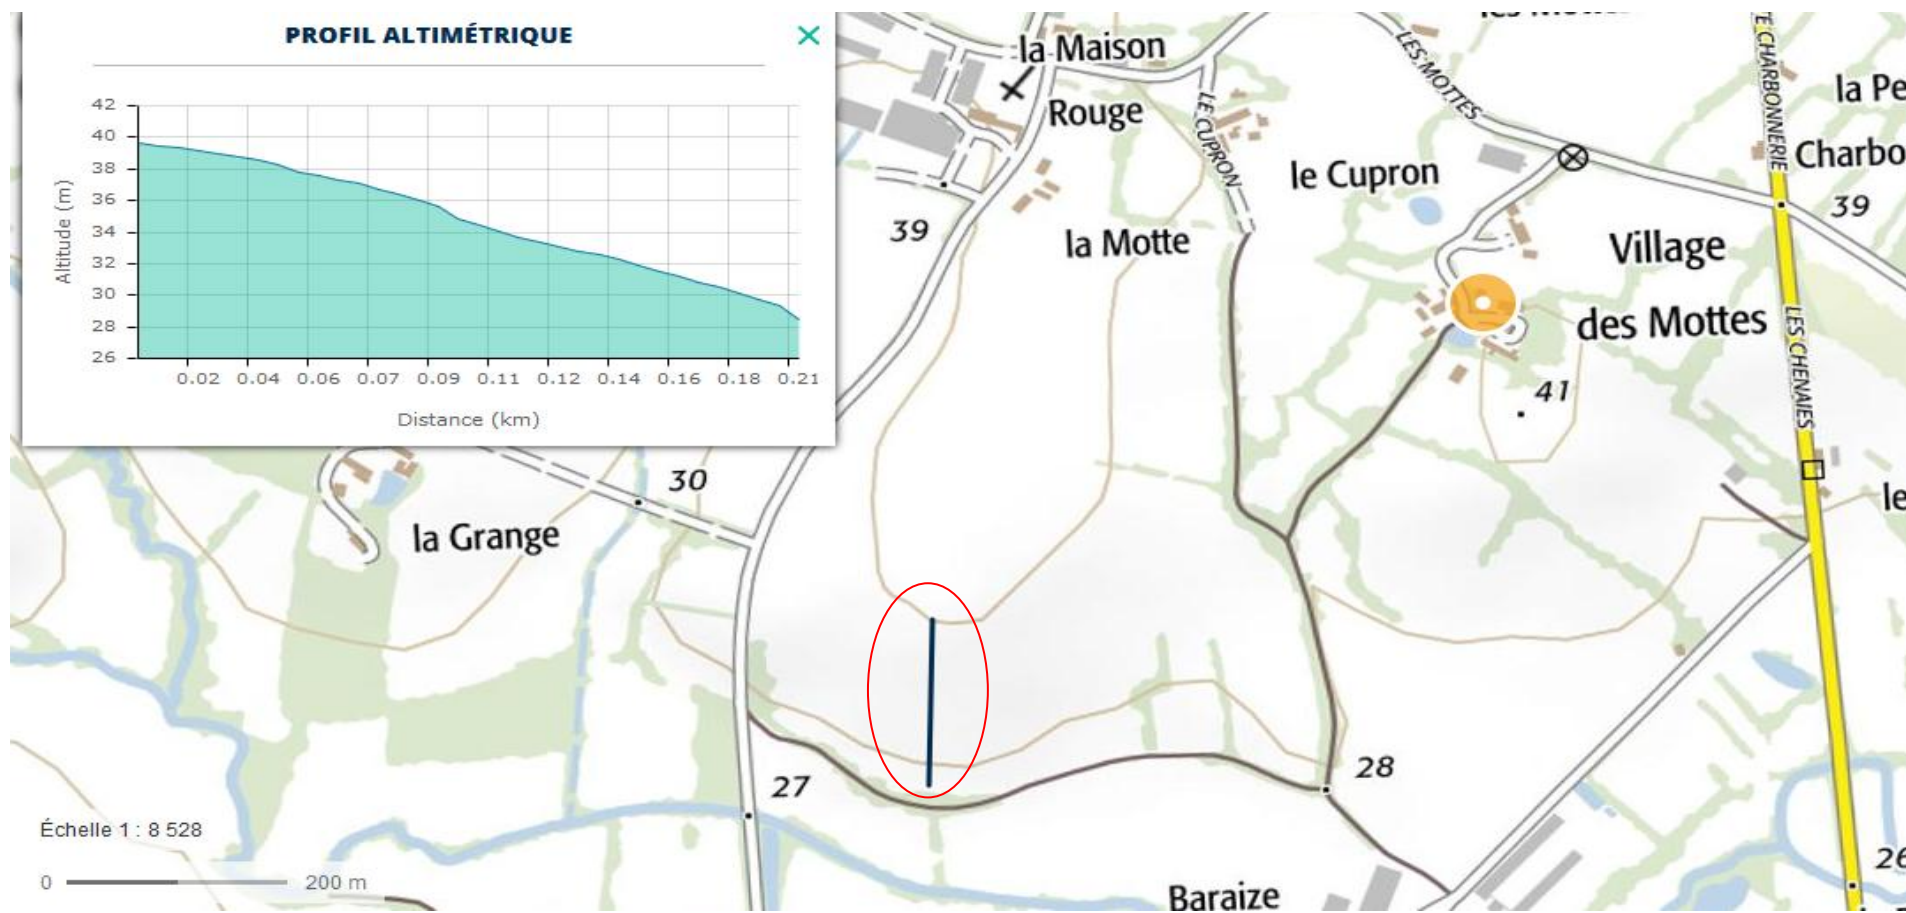 PROFIL ALTIMÉTRIQUE
42
40
38
36
34
32
30
28
26
Altitude (m)
0.02 0.04 0.06 0.07 0.09 0.11 0.12 0.14 0.16 0.18 0.21
Distance (km)
la Maison
Rouge
LE CUPRON
LES MOTTES
le Cupron
TE CHARBONNERIE
la Pe
Charbo
39
39
la Motte
Village
des Mottes
LES CHENAIES
41
30
la Grange
le
27
28
26
Échelle 1 : 8 528
0
200 m
Baraize